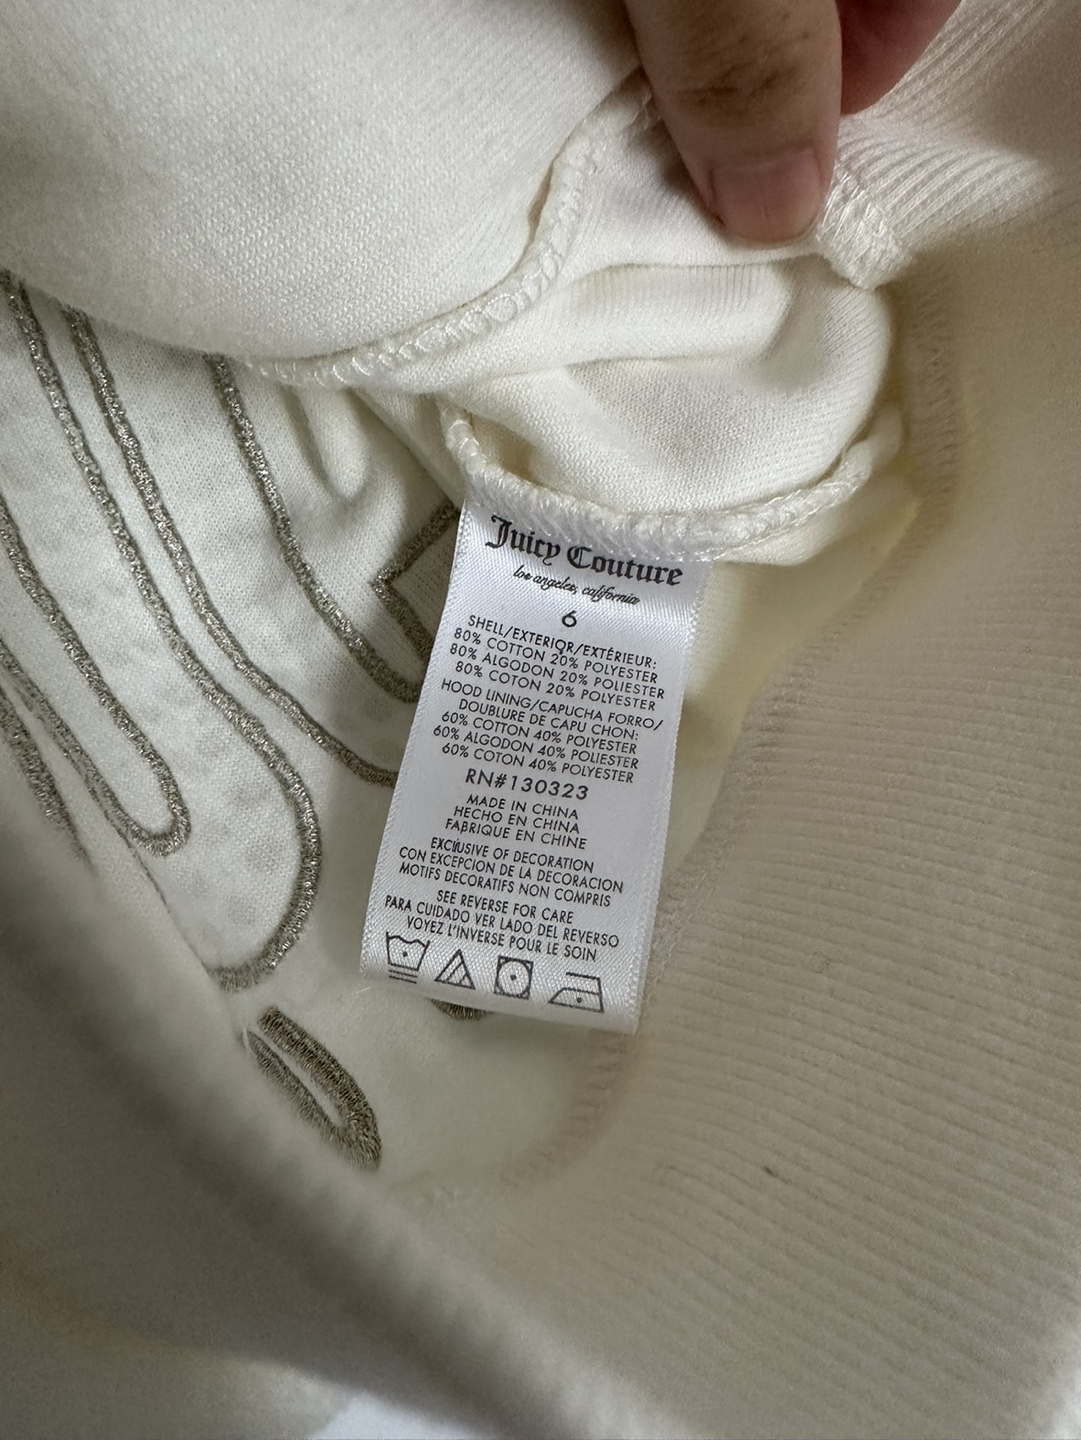 Juicy Couture
los angeles, california
6
SHELL/EXTERIOR/EXTÉRIEUR:
80% COTTON 20% POLYESTER
80% ALGODON 20% POLIESTER
80% COTON 20% POLYESTER
HOOD LINING/CAPUCHA FORRO/
DOUBLURE DE CAPU CHON:
60% COTTON 40% POLYESTER
60% ALGODON 40% POLIESTER
60% COTON 40% POLYESTER
RN#130323
MADE IN CHINA
HECHO EN CHINA
FABRIQUE EN CHINE
EXCLUSIVE OF DECORATION
CON EXCEPCION DE LA DECORACION
MOTIFS DECORATIFS NON COMPRIS
SEE REVERSE FOR CARE
PARA CUIDADO VER LADO DEL REVERSO
VOYEZ L'INVERSE POUR LE SOIN